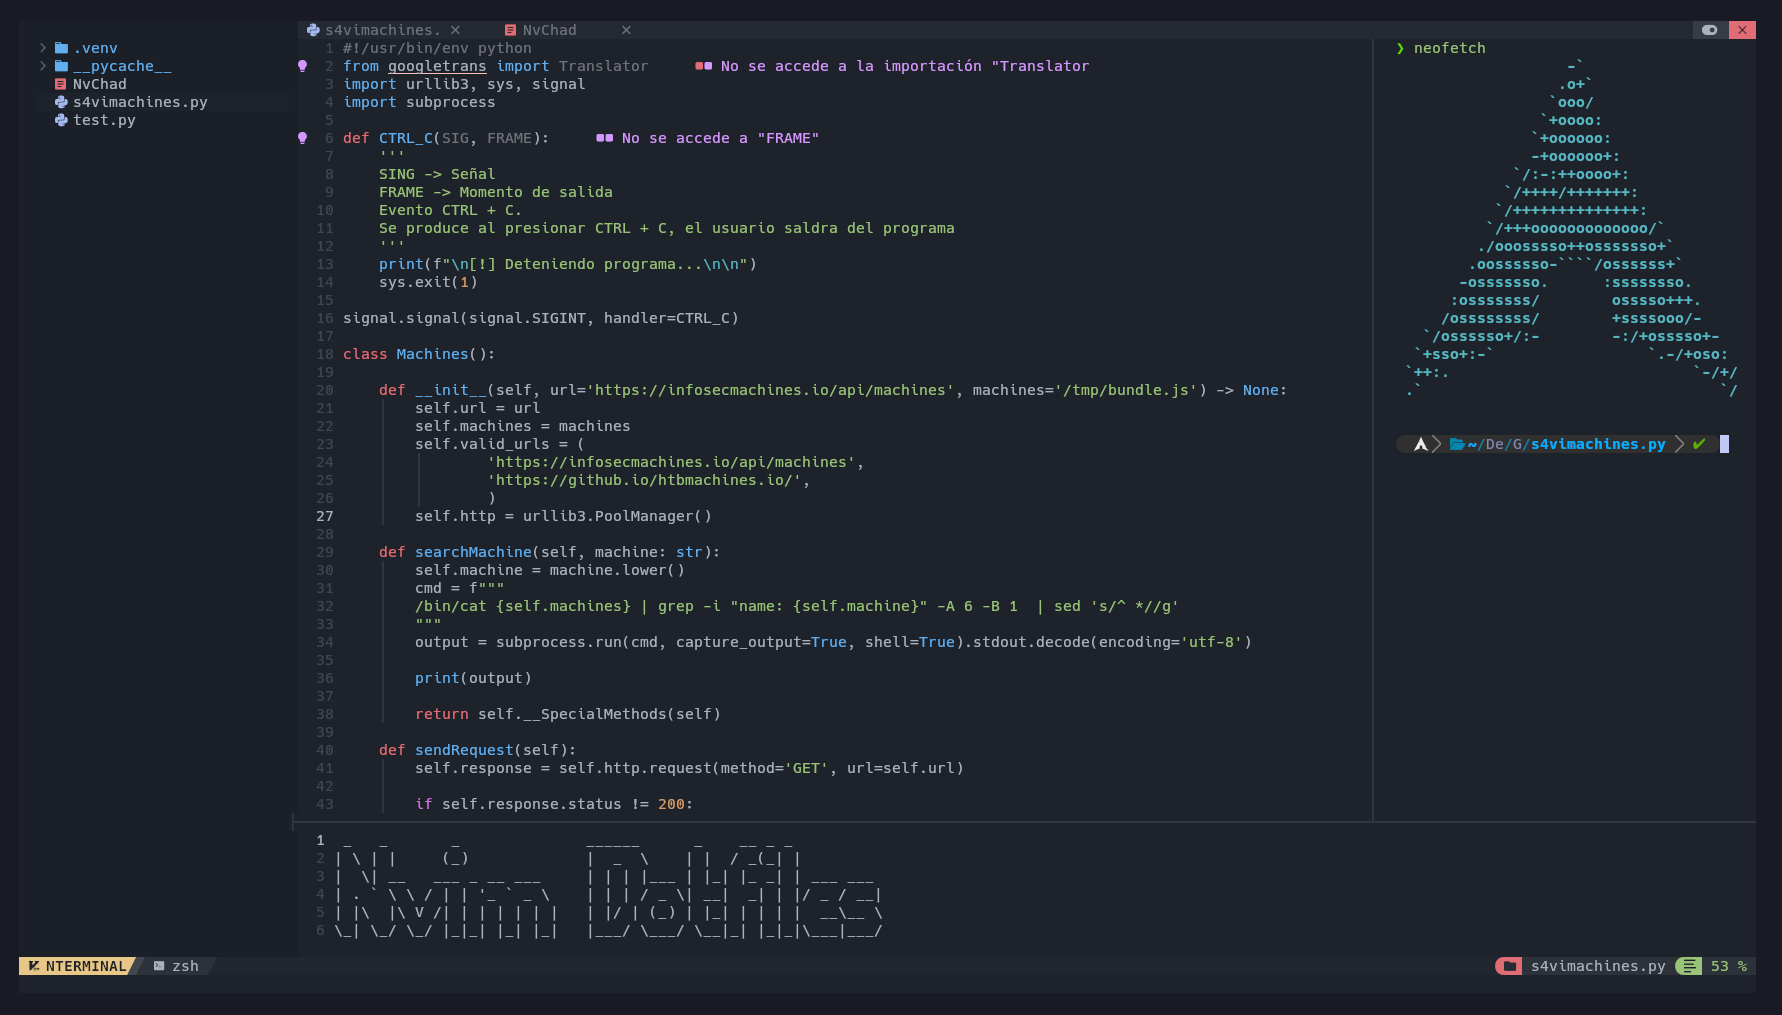 .venv
__pycache__
NvChad
s4vimachines.py
test.py
s4vimachines. ✕ NvChad ✕
1 #!/usr/bin/env python
2 from googletrans import Translator No se accede a la importación "Translator
3 import urllib3, sys, signal
4 import subprocess
5
6 def CTRL_C(SIG, FRAME): No se accede a "FRAME"
7     '''
8     SING -> Señal
9     FRAME -> Momento de salida
10     Evento CTRL + C.
11     Se produce al presionar CTRL + C, el usuario saldra del programa
12     '''
13     print(f"\n[!] Deteniendo programa...\n\n")
14     sys.exit(1)
15
16 signal.signal(signal.SIGINT, handler=CTRL_C)
17
18 class Machines():
19
20     def __init__(self, url='https://infosecmachines.io/api/machines', machines='/tmp/bundle.js') -> None:
21         self.url = url
22         self.machines = machines
23         self.valid_urls = (
24                 'https://infosecmachines.io/api/machines',
25                 'https://github.io/htbmachines.io/',
26                 )
27         self.http = urllib3.PoolManager()
28
29     def searchMachine(self, machine: str):
30         self.machine = machine.lower()
31         cmd = f"""
32         /bin/cat {self.machines} | grep -i "name: {self.machine}" -A 6 -B 1  | sed 's/^ *//g'
33         """
34         output = subprocess.run(cmd, capture_output=True, shell=True).stdout.decode(encoding='utf-8')
35
36         print(output)
37
38         return self.__SpecialMethods(self)
39
40     def sendRequest(self):
41         self.response = self.http.request(method='GET', url=self.url)
42
43         if self.response.status != 200:
❯ neofetch
~/De/G/s4vimachines.py ✔
1
2
3
4
5
6
Nvim Dotfiles
NTERMINAL zsh
s4vimachines.py 53 %